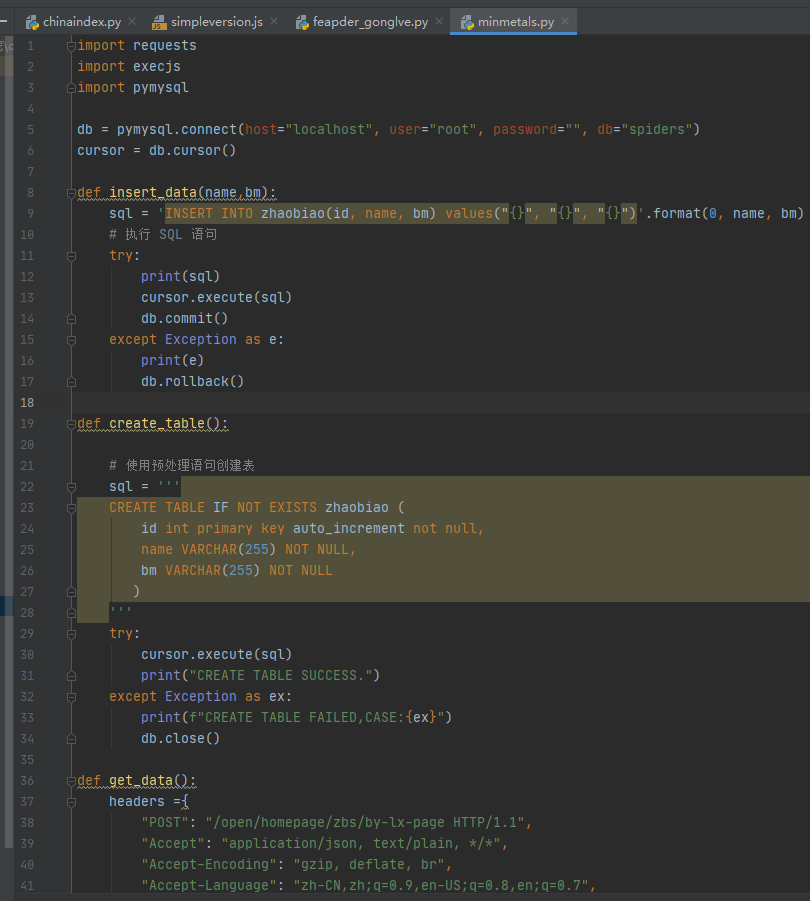 chinaindex.py simpleversion.js feapder_gonglve.py minmetals.py
1 import requests
2 import execjs
3 import pymysql
4
5 db = pymysql.connect(host="localhost", user="root", password="", db="spiders")
6 cursor = db.cursor()
7
8 def insert_data(name,bm):
9 sql = 'INSERT INTO zhaobiao(id, name, bm) values("{}", "{}", "{}")'.format(0, name, bm)
10 # 执行 SQL 语句
11 try:
12 print(sql)
13 cursor.execute(sql)
14 db.commit()
15 except Exception as e:
16 print(e)
17 db.rollback()
18
19 def create_table():
20
21 # 使用预处理语句创建表
22 sql = '''
23 CREATE TABLE IF NOT EXISTS zhaobiao (
24 id int primary key auto_increment not null,
25 name VARCHAR(255) NOT NULL,
26 bm VARCHAR(255) NOT NULL
27 )
28 '''
29 try:
30 cursor.execute(sql)
31 print("CREATE TABLE SUCCESS.")
32 except Exception as ex:
33 print(f"CREATE TABLE FAILED,CASE:{ex}")
34 db.close()
35
36 def get_data():
37 headers ={
38 "POST": "/open/homepage/zbs/by-lx-page HTTP/1.1",
39 "Accept": "application/json, text/plain, */*",
40 "Accept-Encoding": "gzip, deflate, br",
41 "Accept-Language": "zh-CN,zh;q=0.9,en-US;q=0.8,en;q=0.7",